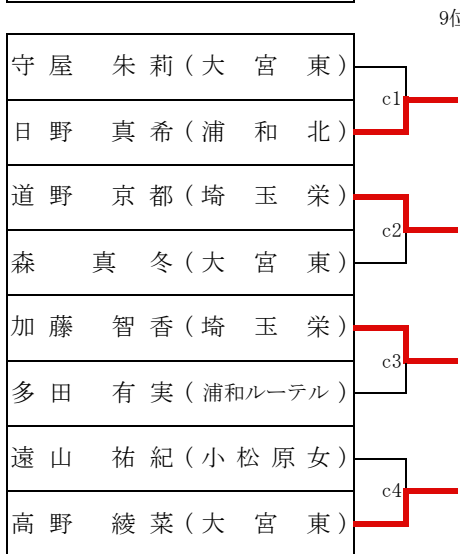 9位
守屋 朱莉(大宮東)
c1
日野 真希(浦和北)
道野 京都(埼玉栄)
c2
森 真冬(大宮東)
加藤 智香(埼玉栄)
c3
多田 有実(浦和ルーテル)
遠山 祐紀(小松原女)
c4
高野 綾菜(大宮東)